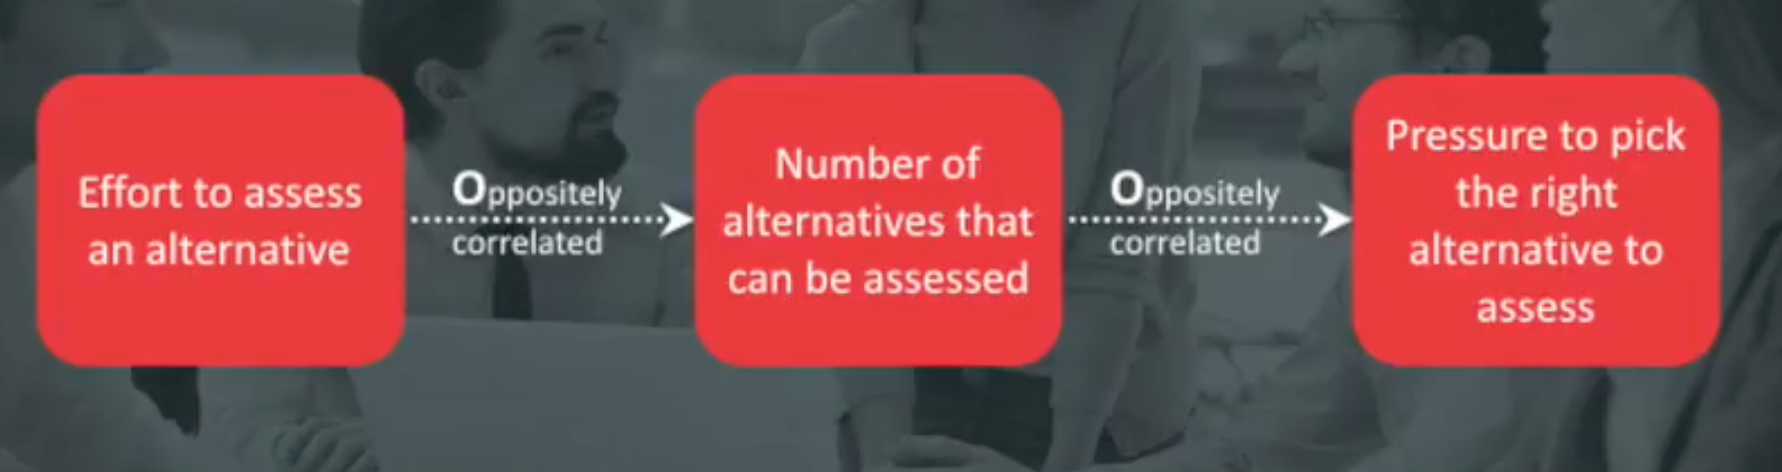 Effort to assess
an alternative
Oppositely
correlated
Number of
alternatives that
can be assessed
Oppositely
correlated
Pressure to pick
the right
alternative to
assess